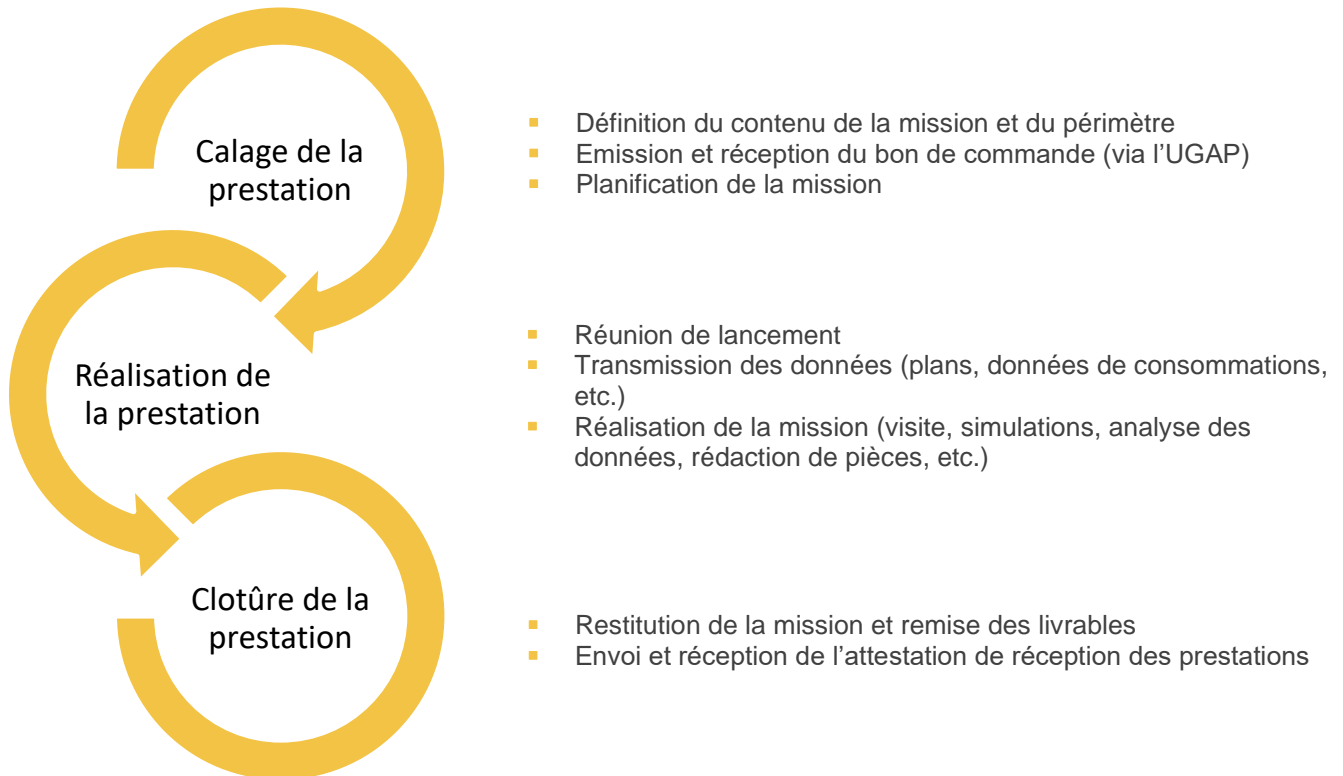 Calage de la
prestation
▪ Définition du contenu de la mission et du périmètre
▪ Emission et réception du bon de commande (via l’UGAP)
▪ Planification de la mission
Réalisation de
la prestation
▪ Réunion de lancement
▪ Transmission des données (plans, données de consommations,
etc.)
▪ Réalisation de la mission (visite, simulations, analyse des
données, rédaction de pièces, etc.)
Clotûre de la
prestation
▪ Restitution de la mission et remise des livrables
▪ Envoi et réception de l’attestation de réception des prestations